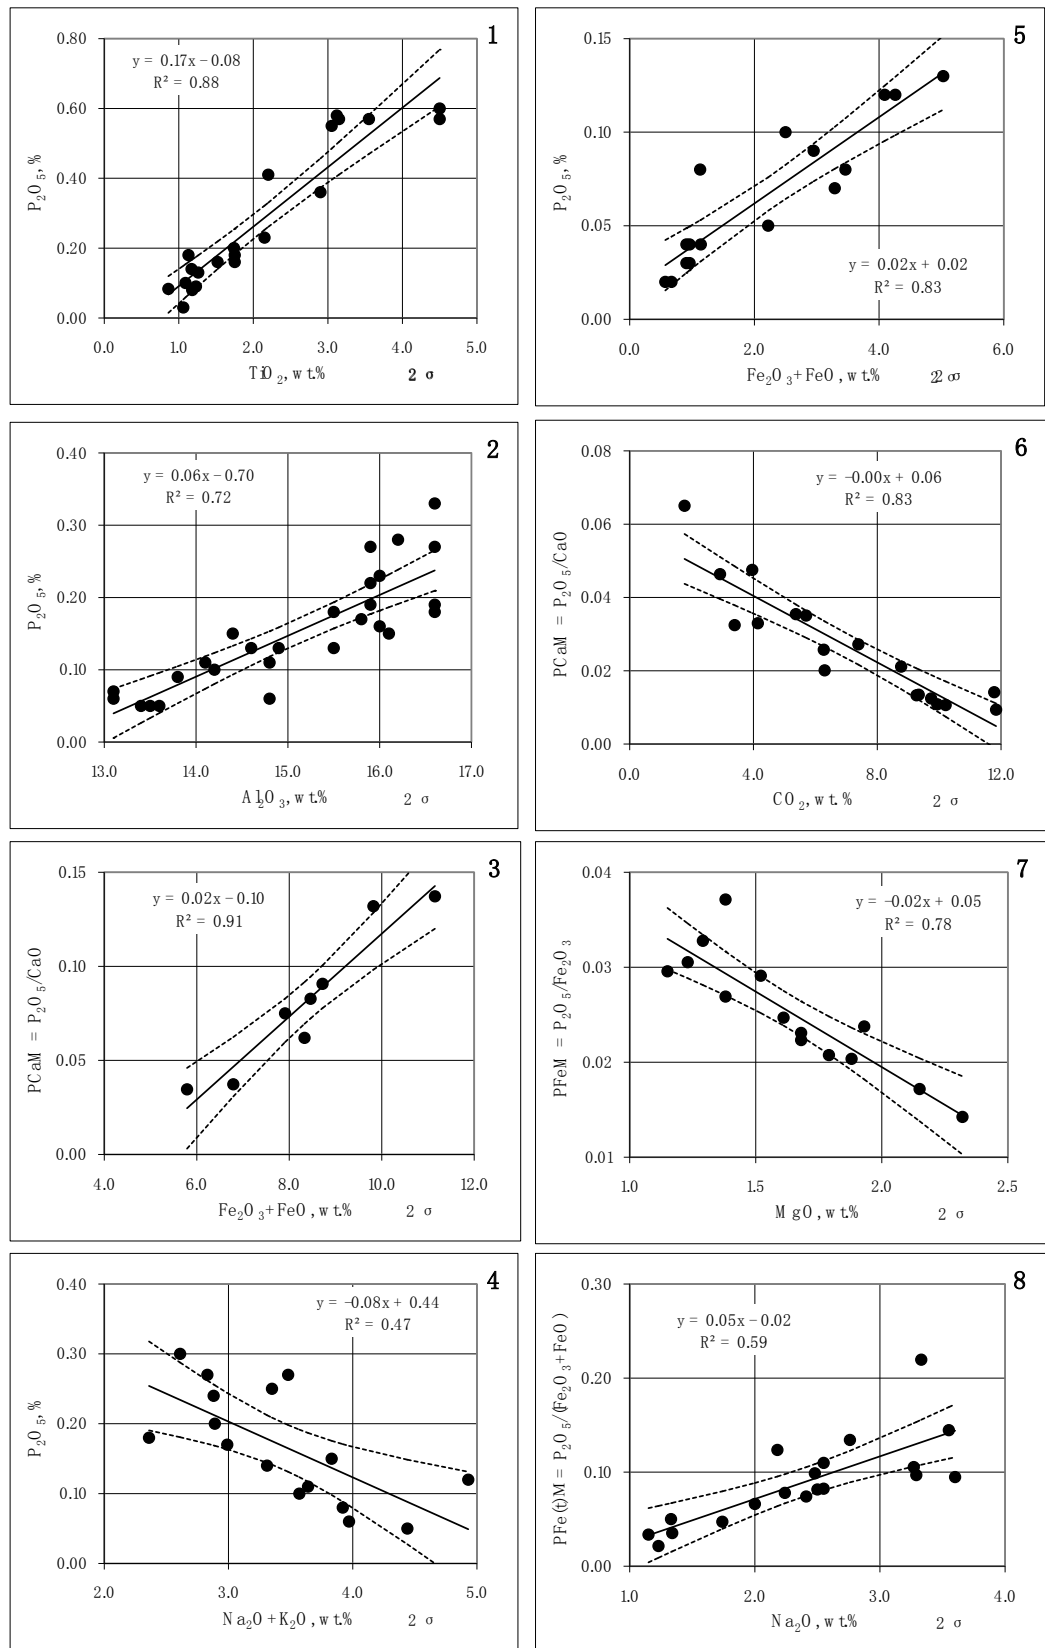 1
0.80
0.60
0.40
0.20
0.00
y = 0.17x − 0.08
R² = 0.88
P₂O₅, %
0.0 1.0 2.0 3.0 4.0 5.0
TiO₂, wt.% 2 σ
5
0.15
0.10
0.05
0.00
P₂O₅, %
y = 0.02x + 0.02
R² = 0.83
0.0 2.0 4.0 6.0
Fe₂O₃+FeO, wt.% 2 σ
2
0.40
0.30
0.20
0.10
0.00
y = 0.06x − 0.70
R² = 0.72
P₂O₅, %
13.0 14.0 15.0 16.0 17.0
Al₂O₃, wt.% 2 σ
6
0.08
0.06
0.04
0.02
0.00
y = −0.00x + 0.06
R² = 0.83
PCaM = P₂O₅/CaO
0.0 4.0 8.0 12.0
CO₂, wt.% 2 σ
3
0.15
0.10
0.05
0.00
y = 0.02x − 0.10
R² = 0.91
PCaM = P₂O₅/CaO
4.0 6.0 8.0 10.0 12.0
Fe₂O₃+FeO, wt.% 2 σ
7
0.04
0.03
0.02
0.01
y = −0.02x + 0.05
R² = 0.78
PFeM = P₂O₅/Fe₂O₃
1.0 1.5 2.0 2.5
MgO, wt.% 2 σ
4
0.40
0.30
0.20
0.10
0.00
y = −0.08x + 0.44
R² = 0.47
P₂O₅, %
2.0 3.0 4.0 5.0
Na₂O+K₂O, wt.% 2 σ
8
0.30
0.20
0.10
0.00
y = 0.05x − 0.02
R² = 0.59
PFe(t)M = P₂O₅/(Fe₂O₃+FeO)
1.0 2.0 3.0 4.0
Na₂O, wt.% 2 σ